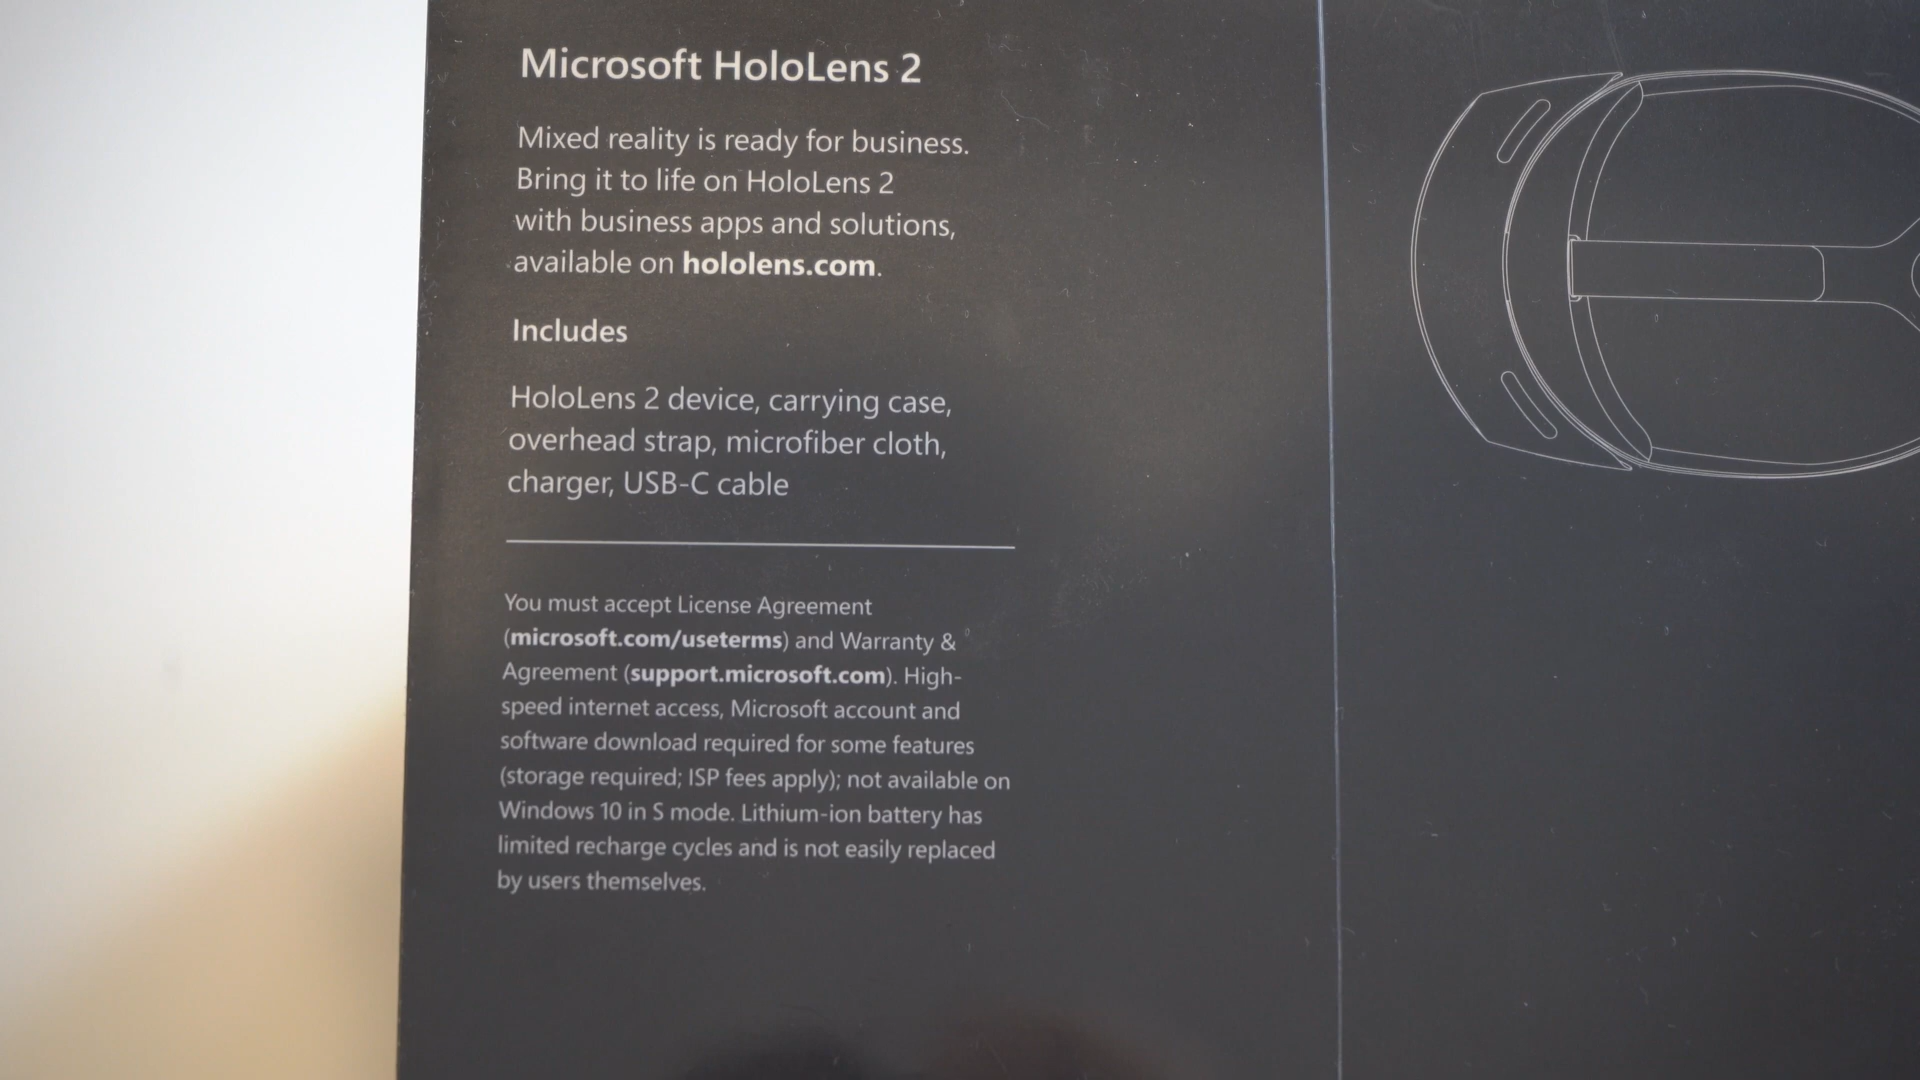 Microsoft HoloLens 2
Mixed reality is ready for business.
Bring it to life on HoloLens 2
with business apps and solutions,
available on hololens.com.
Includes
HoloLens 2 device, carrying case,
overhead strap, microfiber cloth,
charger, USB-C cable
You must accept License Agreement
(microsoft.com/useterms) and Warranty &
Agreement (support.microsoft.com). High-
speed internet access, Microsoft account and
software download required for some features
(storage required; ISP fees apply); not available on
Windows 10 in S mode. Lithium-ion battery has
limited recharge cycles and is not easily replaced
by users themselves.